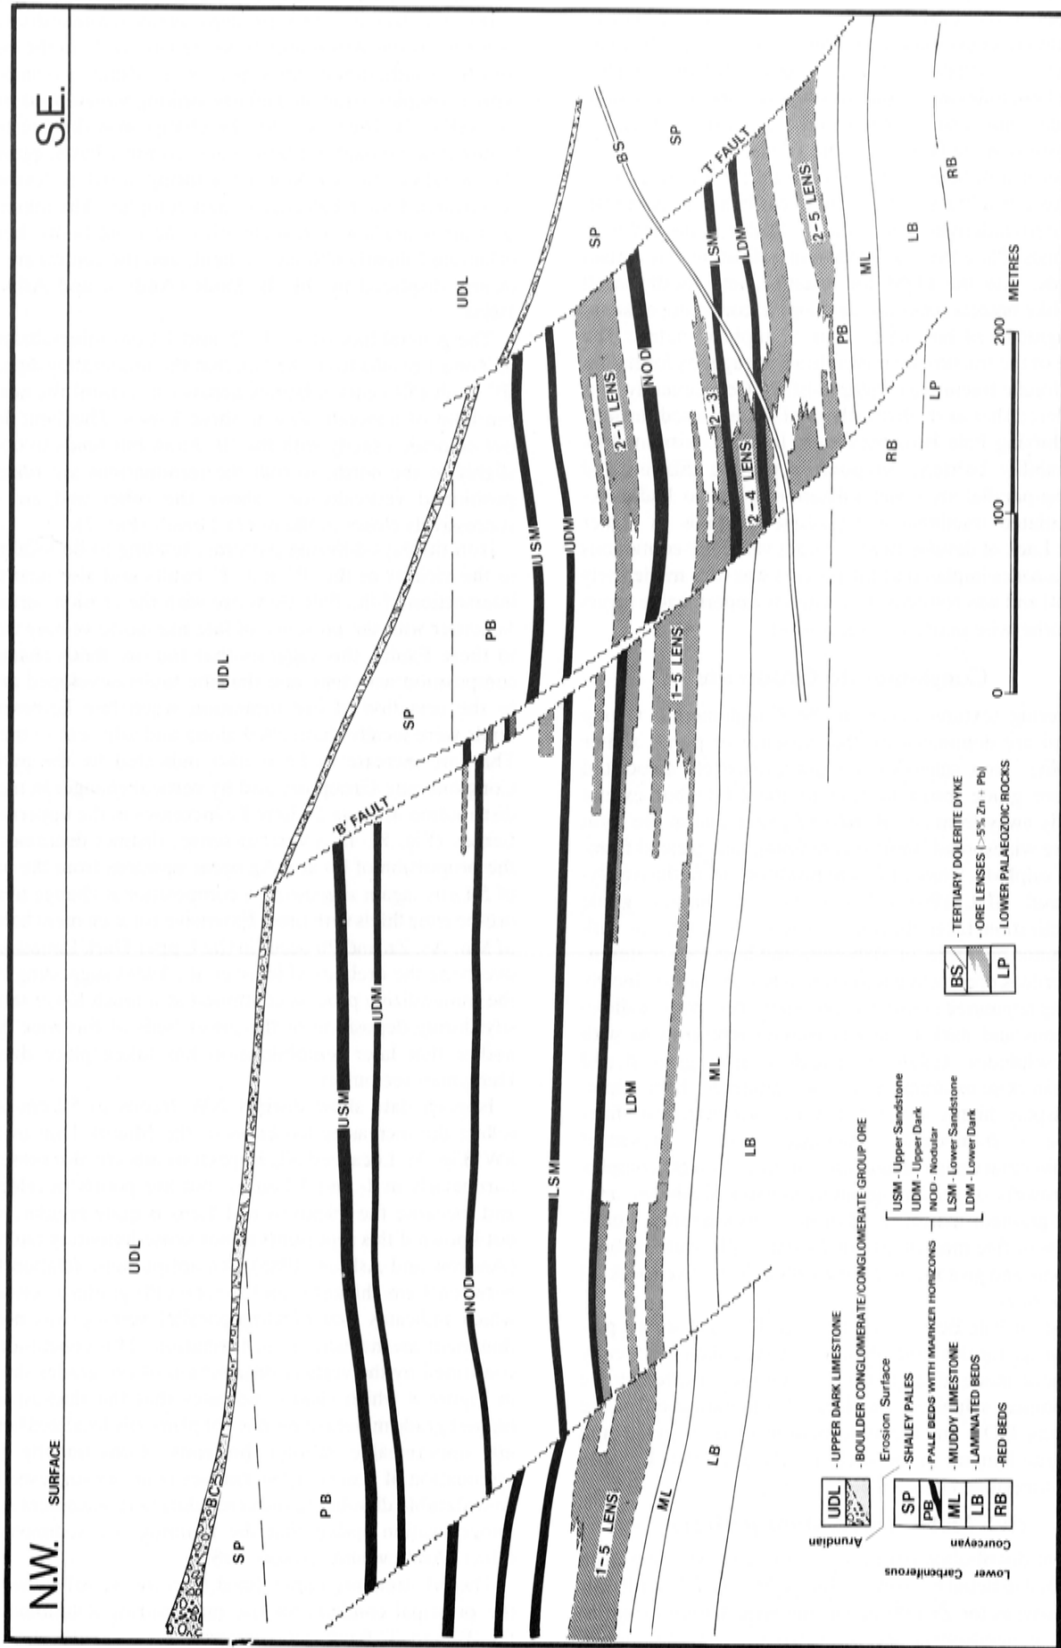 N.W.
SURFACE
S.E.
UDL
UDL
UDL
BC
SP
SP
SP
SP
PB
PB
PB
'B' FAULT
'T' FAULT
BS
USM
USM
UDM
UDM
NOD
NOD
LSM
LSM
LDM
LDM
2-1 LENS
2-3
2-4 LENS
2-5 LENS
1-5 LENS
1-5 LENS
ML
ML
ML
LB
LB
LB
RB
RB
LP
0 100 200
METRES
Lower Carboniferous
Arundian
Courceyan
UDL - UPPER DARK LIMESTONE
- BOULDER CONGLOMERATE/CONGLOMERATE GROUP ORE
Erosion Surface
SP - SHALEY PALES
PB - PALE BEDS WITH MARKER HORIZONS
ML - MUDDY LIMESTONE
LB - LAMINATED BEDS
RB -RED BEDS
USM - Upper Sandstone
UDM - Upper Dark
NOD - Nodular
LSM - Lower Sandstone
LDM - Lower Dark
BS - TERTIARY DOLERITE DYKE
- ORE LENSES (>5% Zn + Pb)
LP - LOWER PALAEOZOIC ROCKS